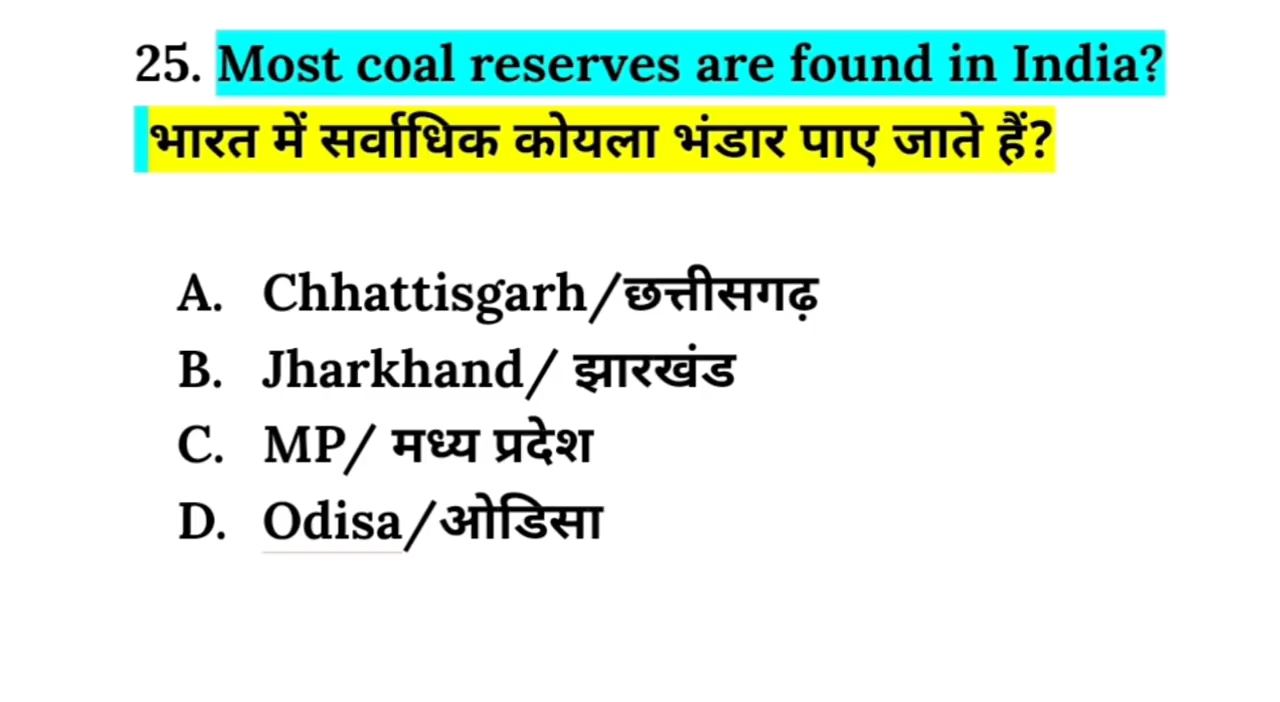 25. Most coal reserves are found in India?
भारत में सर्वाधिक कोयला भंडार पाए जाते हैं?
A. Chhattisgarh/छत्तीसगढ़
B. Jharkhand/ झारखंड
C. MP/ मध्य प्रदेश
D. Odisa/ओडिसा